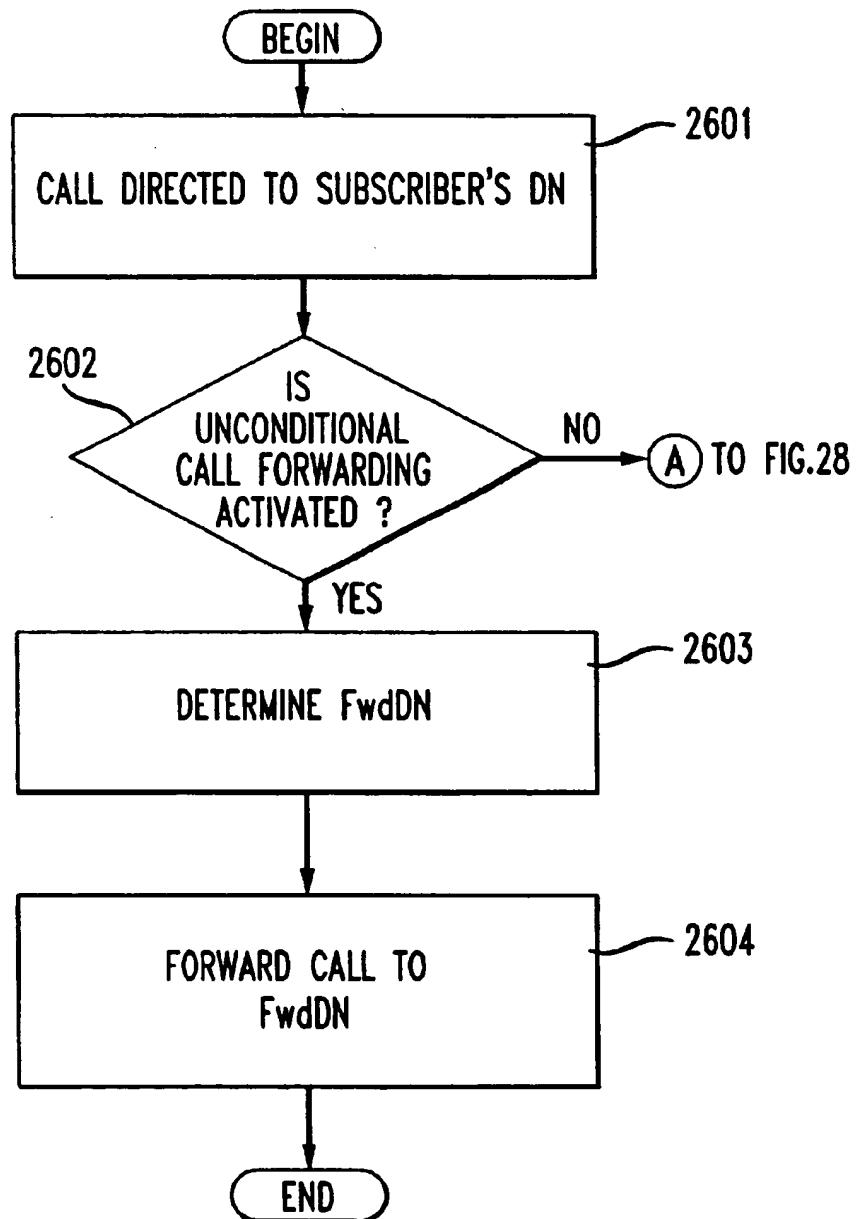 BEGIN
2601
CALL DIRECTED TO SUBSCRIBER'S DN
2602
IS
UNCONDITIONAL
CALL FORWARDING
ACTIVATED ?
NO
A TO FIG.28
YES
2603
DETERMINE FwdDN
2604
FORWARD CALL TO
FwdDN
END